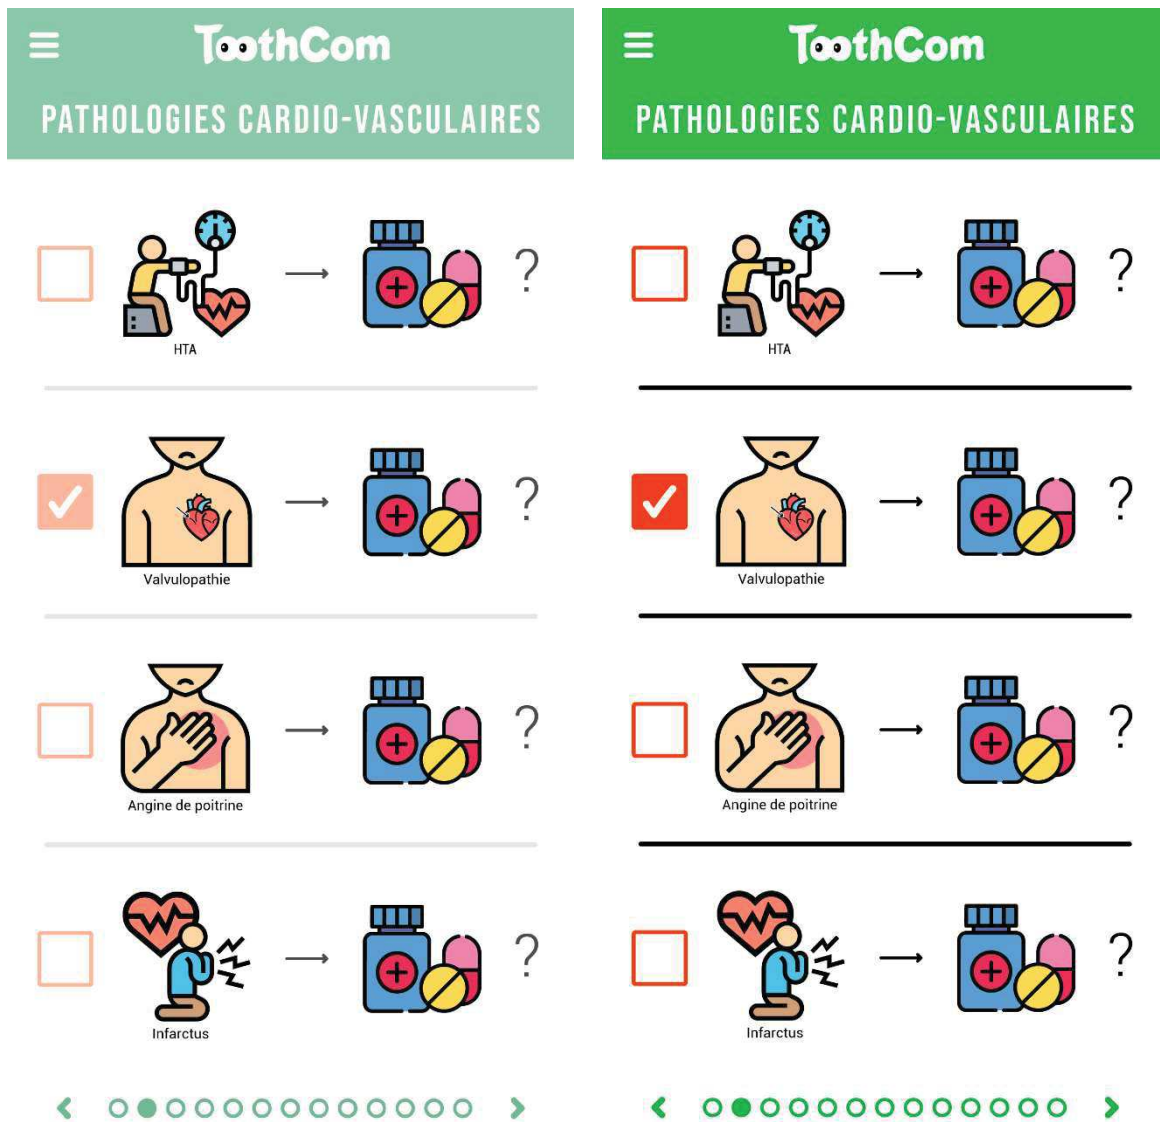 ToothCom
PATHOLOGIES CARDIO-VASCULAIRES
?
HTA
?
Valvulopathie
?
Angine de poitrine
?
Infarctus
ToothCom
PATHOLOGIES CARDIO-VASCULAIRES
?
HTA
?
Valvulopathie
?
Angine de poitrine
?
Infarctus